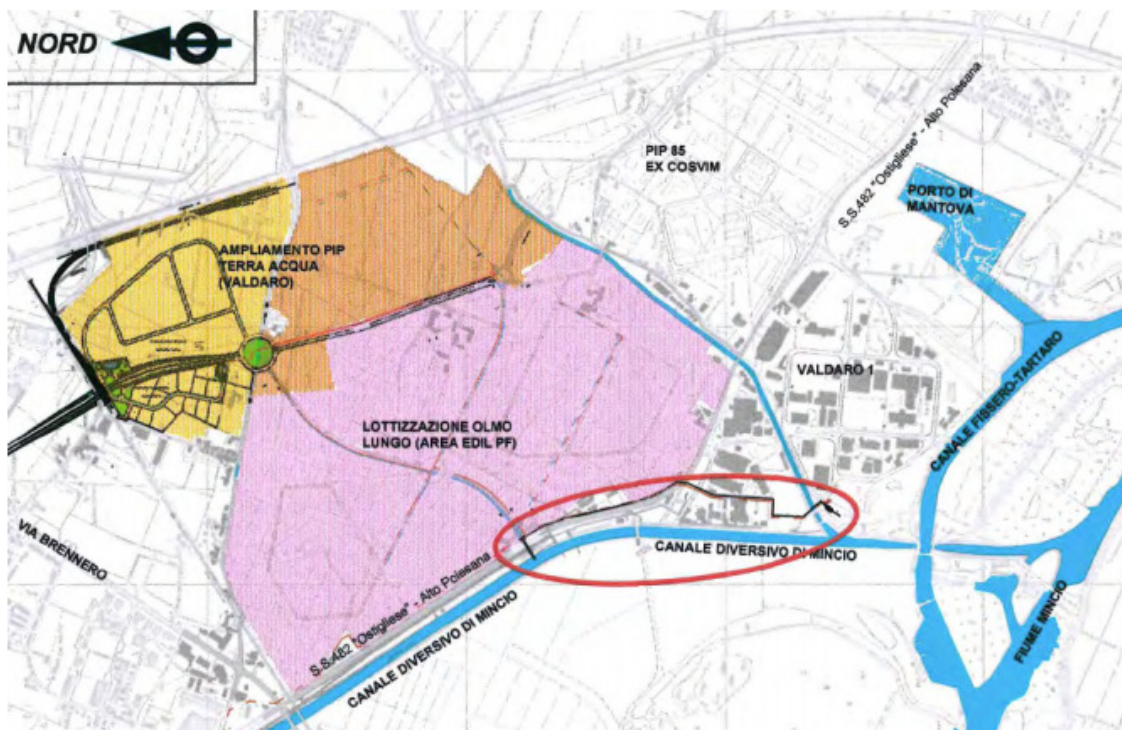 NORD
PIP 85
EX COSVIM
S.S.482 "Ostigliese" - Alto Polesana
PORTO DI
MANTOVA
AMPLIAMENTO PIP
TERRA ACQUA
(VALDARO)
VALDARO 1
LOTTIZZAZIONE OLMO
LUNGO (AREA EDIL PF)
CANALE FISSERO-TARTARO
VIA BRENNERO
CANALE DIVERSIVO DI MINCIO
S.S.482 "Ostigliese" - Alto Polesana
CANALE DIVERSIVO DI MINCIO
FIUME MINCIO